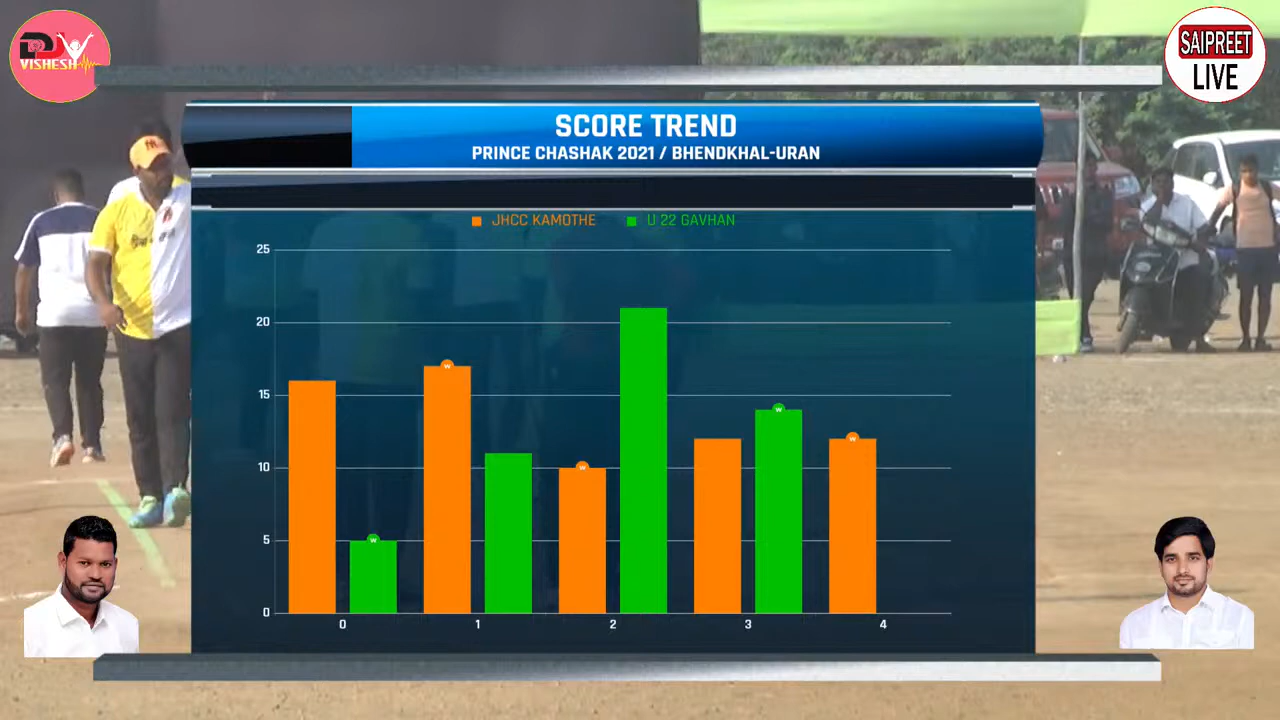 DJ
VISHESH
SAIPREET
LIVE
SCORE TREND
PRINCE CHASHAK 2021 / BHENDKHAL-URAN
JHCC KAMOTHE U 22 GAVHAN
25
20
15
10
5
0
W
W
W
W
W
0 1 2 3 4